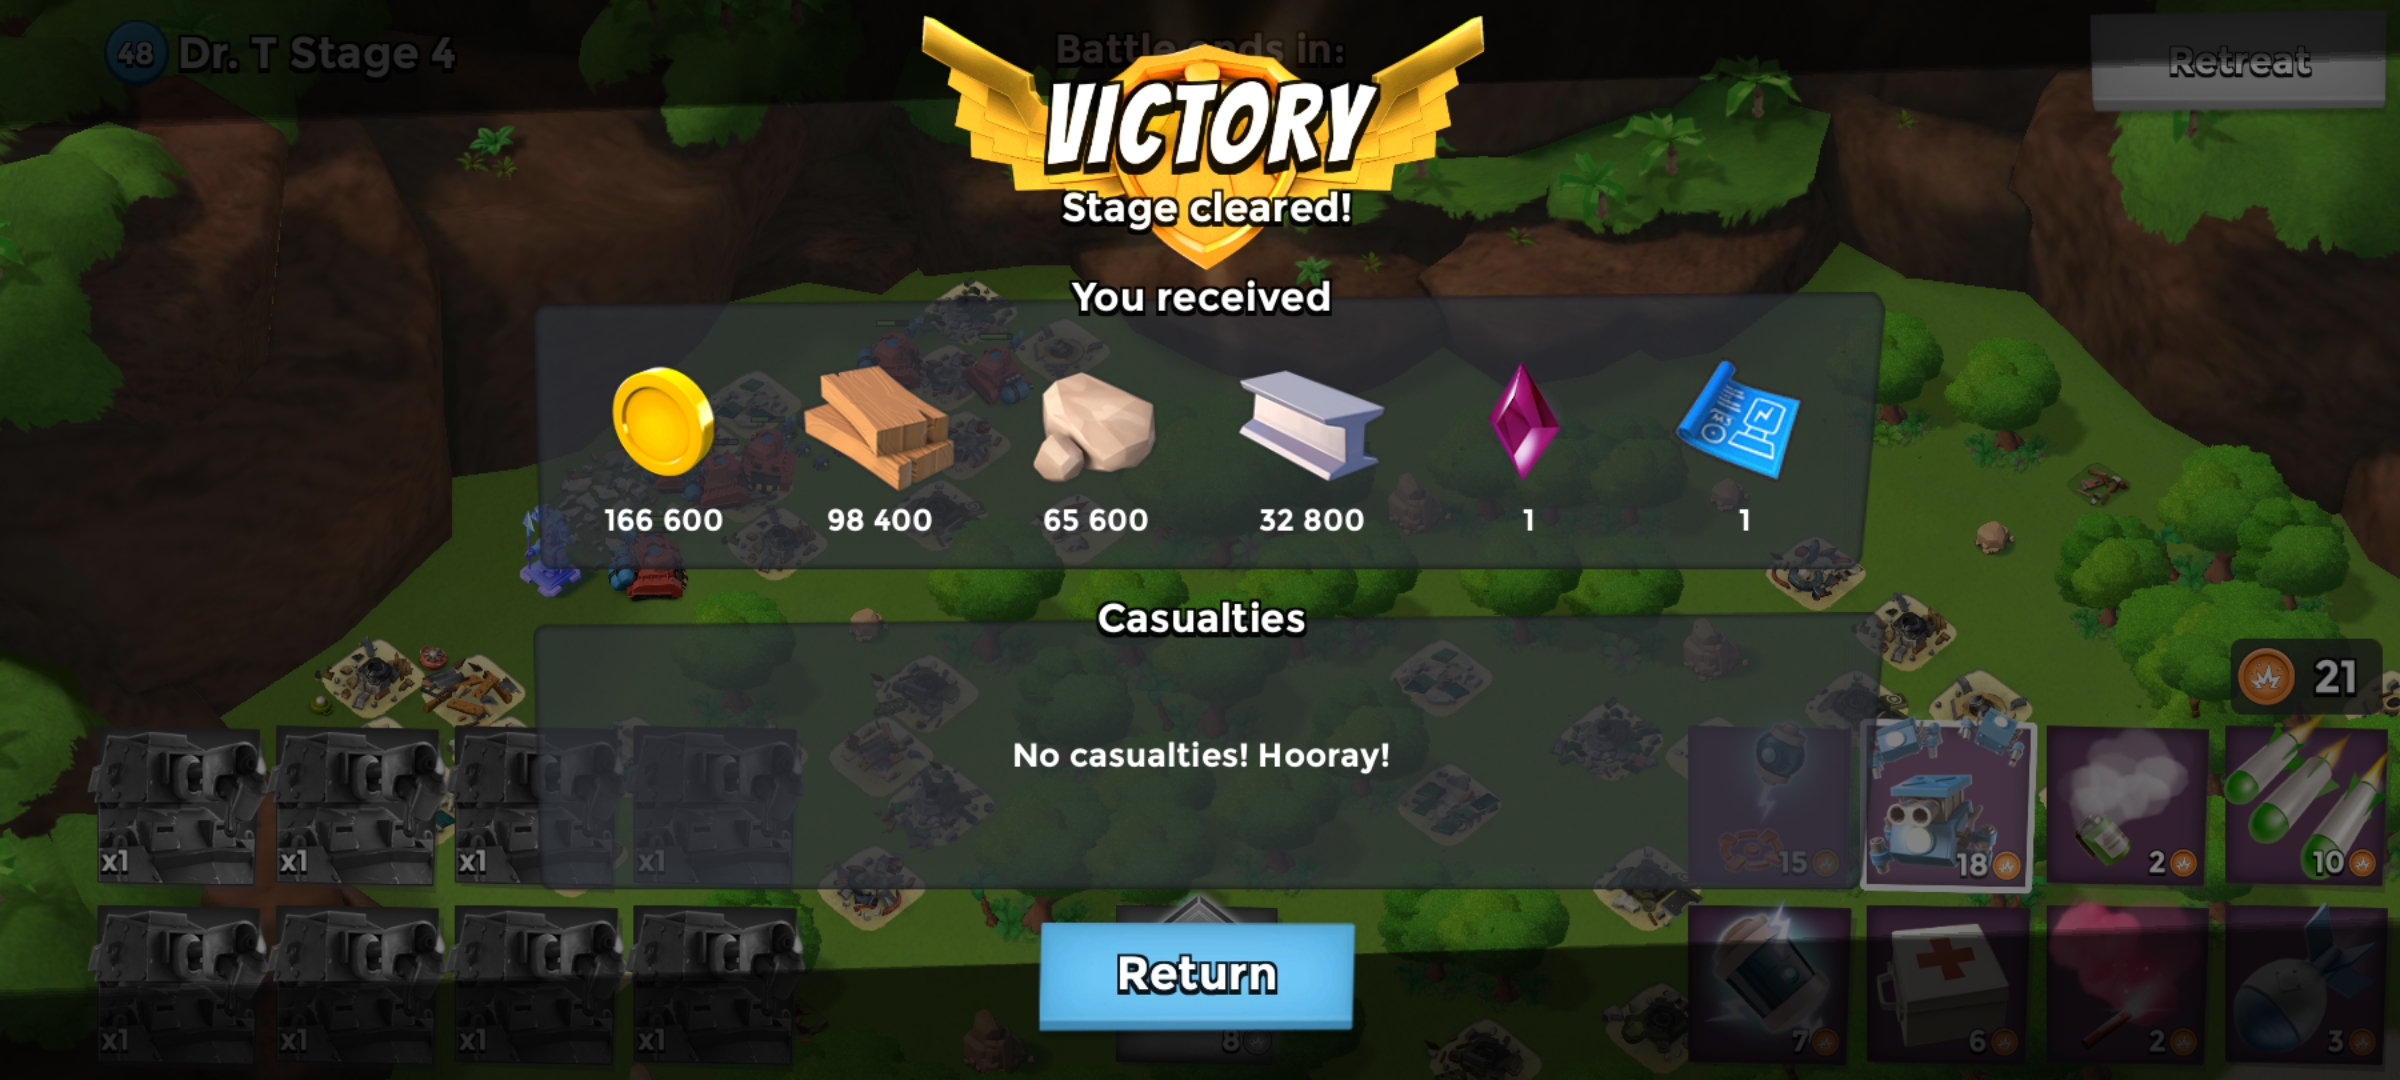 48 Dr. T Stage 4
Battle ends in:
Retreat
VICTORY
Stage cleared!
You received
166 600
98 400
65 600
32 800
1
1
Casualties
No casualties! Hooray!
21
x1
x1
x1
x1
15
18
2
10
Return
x1
x1
x1
x1
8
7
6
2
3